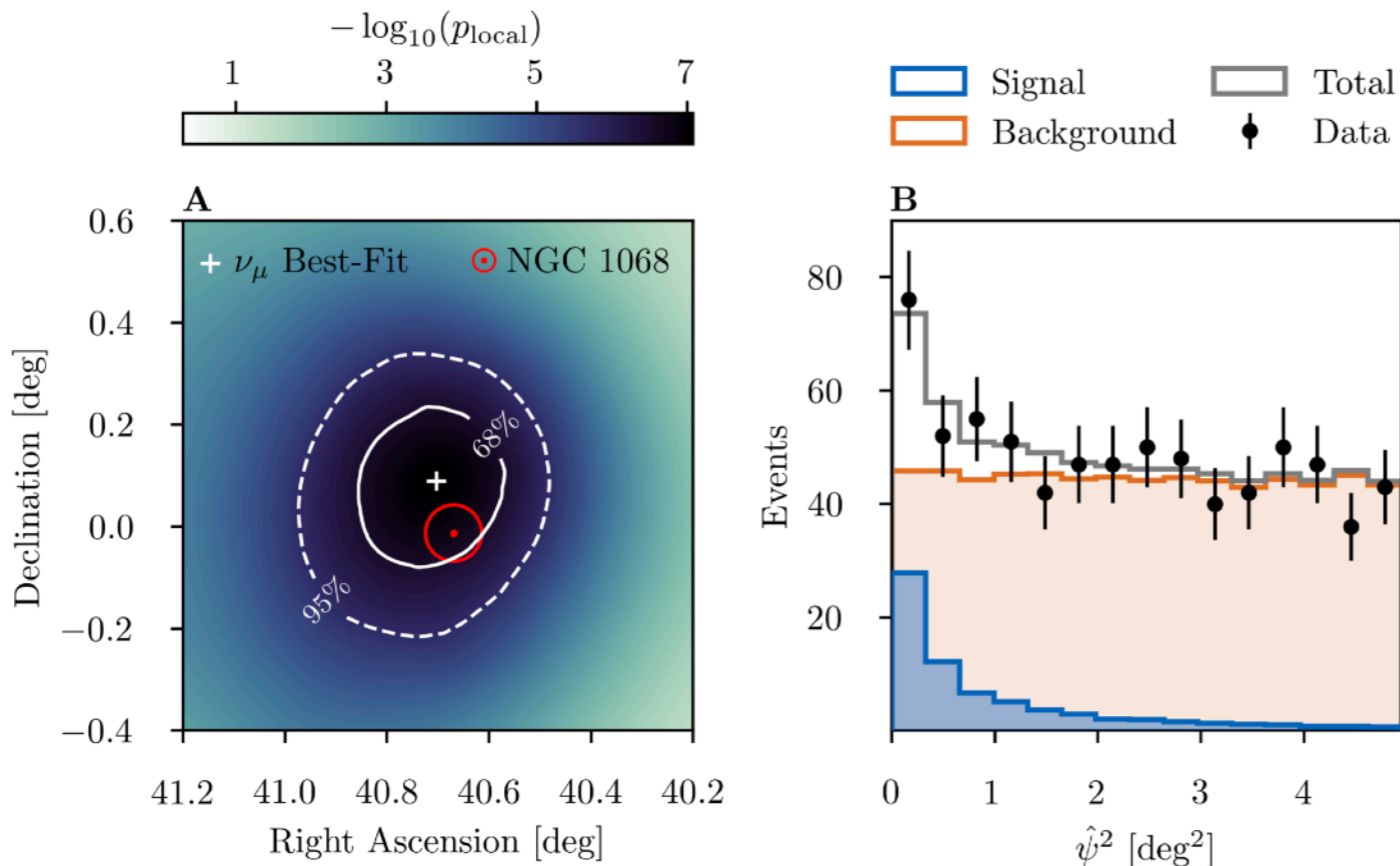 − log₁₀(p_local)
1 3 5 7
A
ν_μ Best-Fit NGC 1068
68%
95%
0.6
0.4
0.2
0.0
−0.2
−0.4
Declination [deg]
41.2 41.0 40.8 40.6 40.4 40.2
Right Ascension [deg]
Signal Total
Background Data
B
80
60
40
20
Events
0 1 2 3 4
ψ̂² [deg²]